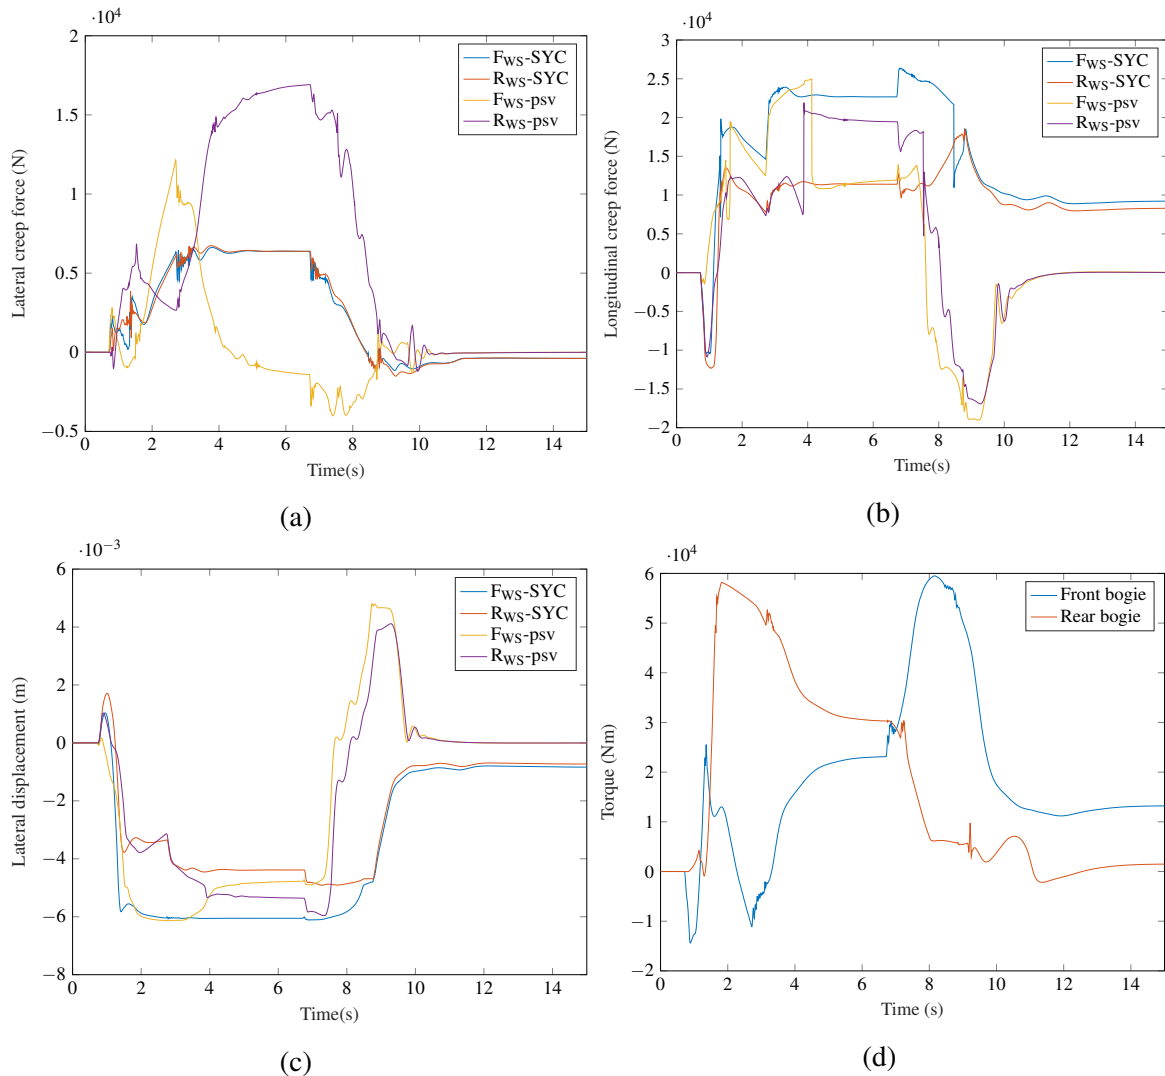 ·10⁴
2
1.5
1
0.5
0
−0.5
Lateral creep force (N)
0 2 4 6 8 10 12 14
Time(s)
F_WS-SYC
R_WS-SYC
F_WS-psv
R_WS-psv
(a)
·10⁴
3
2.5
2
1.5
1
0.5
0
−0.5
−1
−1.5
−2
Longitudinal creep force (N)
0 2 4 6 8 10 12 14
Time(s)
F_WS-SYC
R_WS-SYC
F_WS-psv
R_WS-psv
(b)
·10⁻³
6
4
2
0
−2
−4
−6
−8
Lateral displacement (m)
0 2 4 6 8 10 12 14
Time(s)
F_WS-SYC
R_WS-SYC
F_WS-psv
R_WS-psv
(c)
·10⁴
6
5
4
3
2
1
0
−1
−2
Torque (Nm)
0 2 4 6 8 10 12 14
Time (s)
Front bogie
Rear bogie
(d)